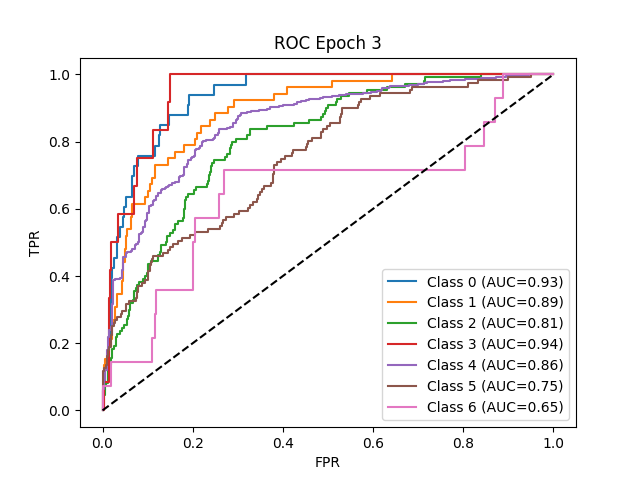 ROC Epoch 3
TPR
1.0
0.8
0.6
0.4
0.2
0.0
0.0 0.2 0.4 0.6 0.8 1.0
FPR
Class 0 (AUC=0.93)
Class 1 (AUC=0.89)
Class 2 (AUC=0.81)
Class 3 (AUC=0.94)
Class 4 (AUC=0.86)
Class 5 (AUC=0.75)
Class 6 (AUC=0.65)